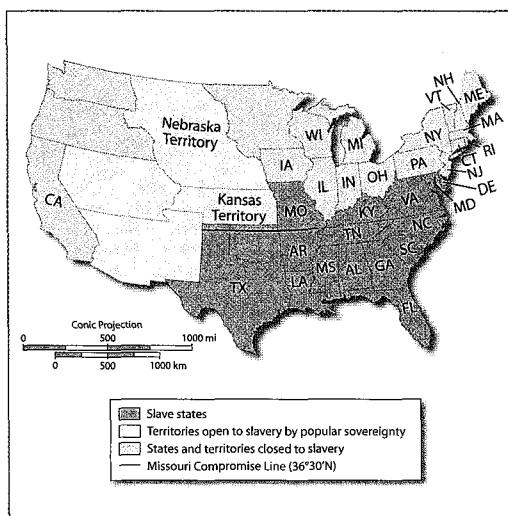 NH
VT
ME
MA
RI
CT
NJ
DE
MD
NY
PA
WI
MI
Nebraska
Territory
IA
IL
IN
OH
CA
Kansas
Territory
MO
KY
VA
NC
TN
SC
AR
MS
AL
GA
LA
TX
FL
Conic Projection
0 500 1000 mi
0 500 1000 km
Slave states
Territories open to slavery by popular sovereignty
States and territories closed to slavery
Missouri Compromise Line (36°30'N)